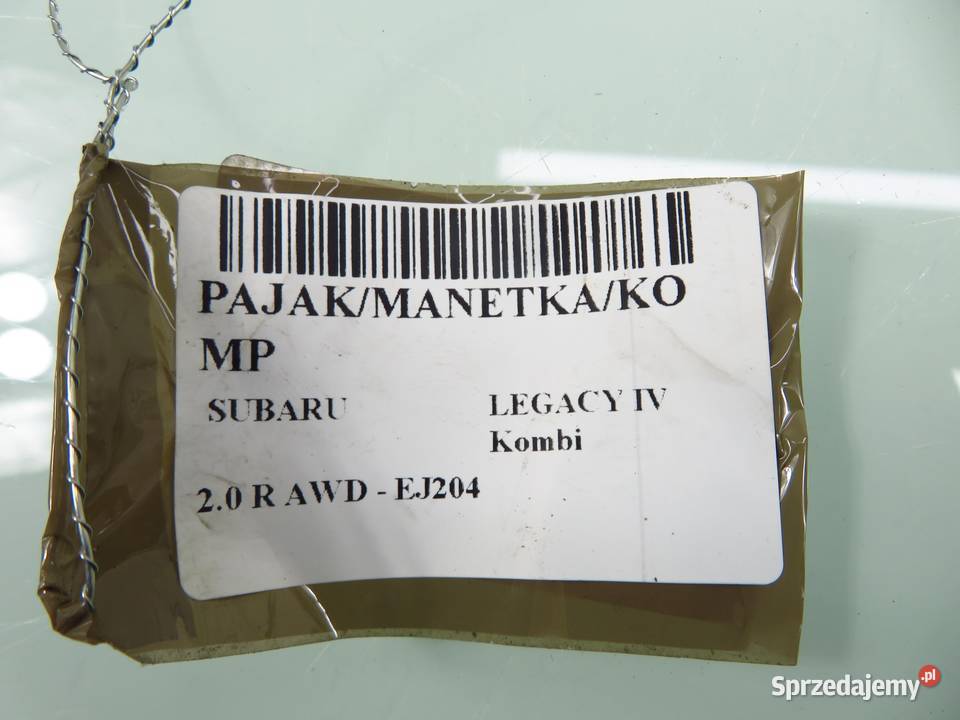 PAJAK/MANETKA/KO
MP
SUBARU LEGACY IV
Kombi
2.0 R AWD - EJ204
Sprzedajemy.pl